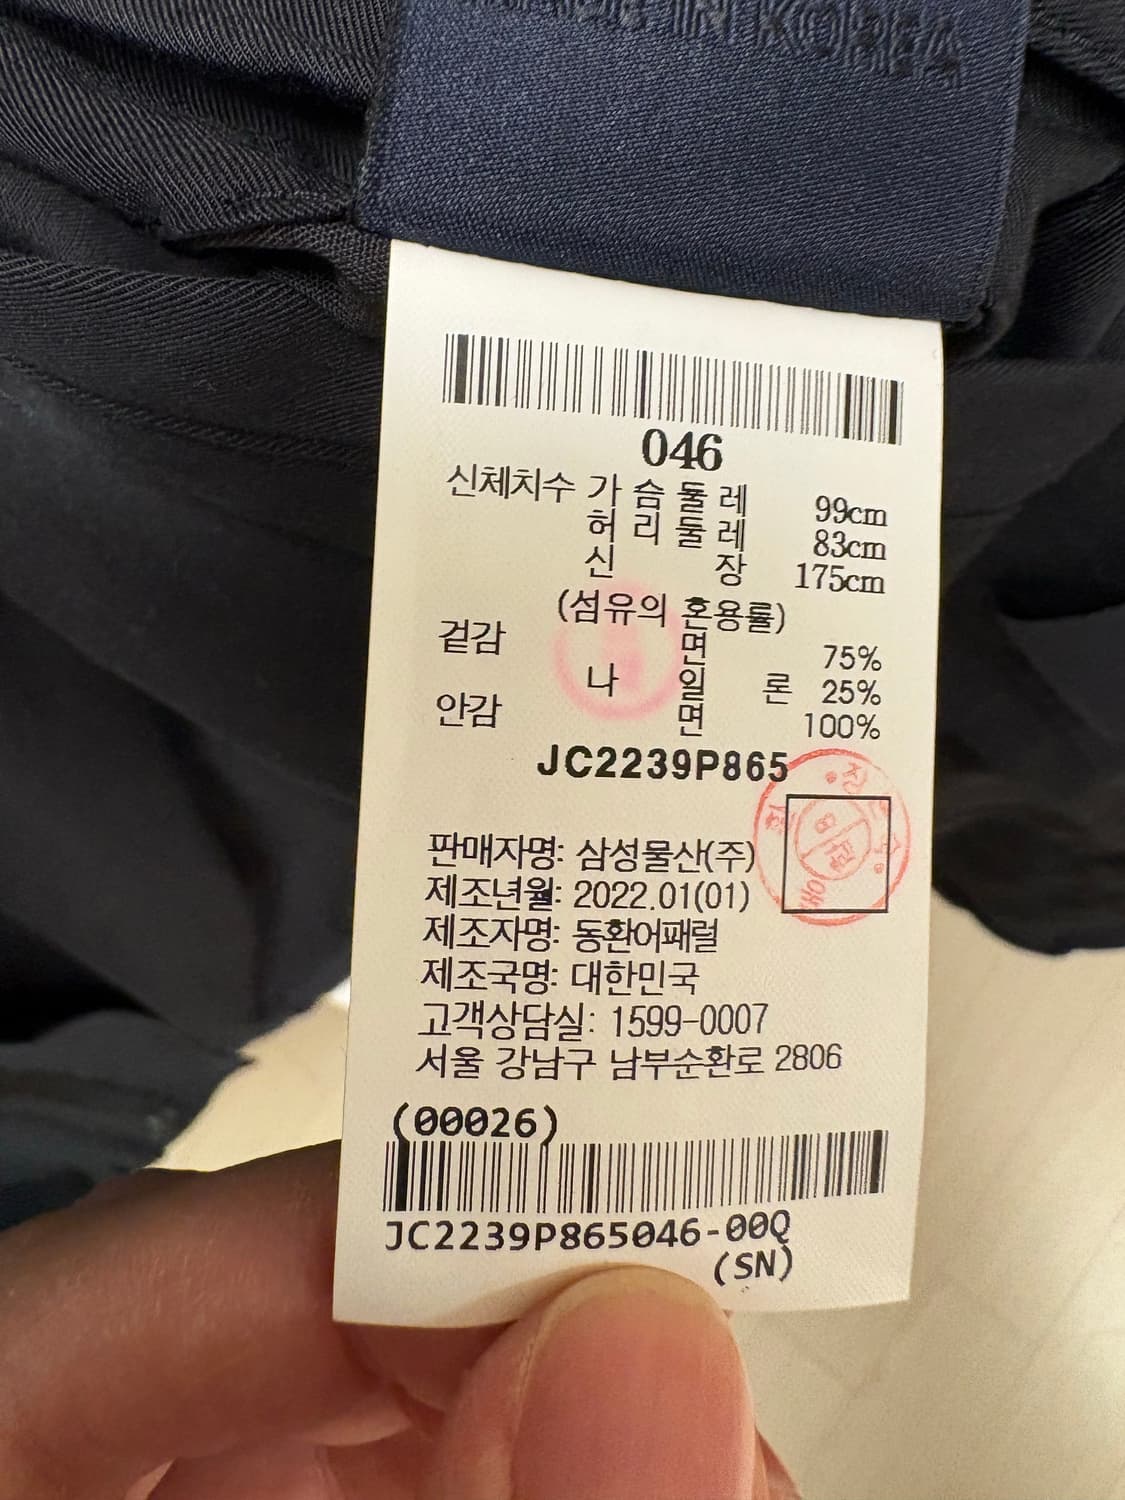 MADE IN KOREA
046
신체치수 가슴둘레 99cm
허리둘레 83cm
신장 175cm
(섬유의 혼용률)
겉감 면 75%
나일론 25%
안감 면 100%
JC2239P865
판매자명: 삼성물산(주)
제조년월: 2022.01(01)
제조자명: 동환어패럴
제조국명: 대한민국
고객상담실: 1599-0007
서울 강남구 남부순환로 2806
(00026)
JC2239P865046-00Q
(SN)